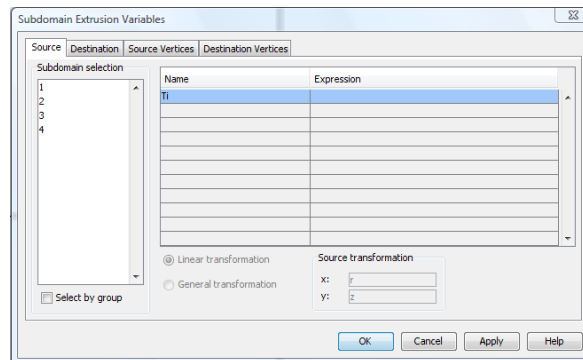 Subdomain Extrusion Variables
Source Destination Source Vertices Destination Vertices
Subdomain selection
1
2
3
4
Select by group
Name Expression
Ti
Linear transformation
General transformation
Source transformation
x: r
y: z
OK Cancel Apply Help